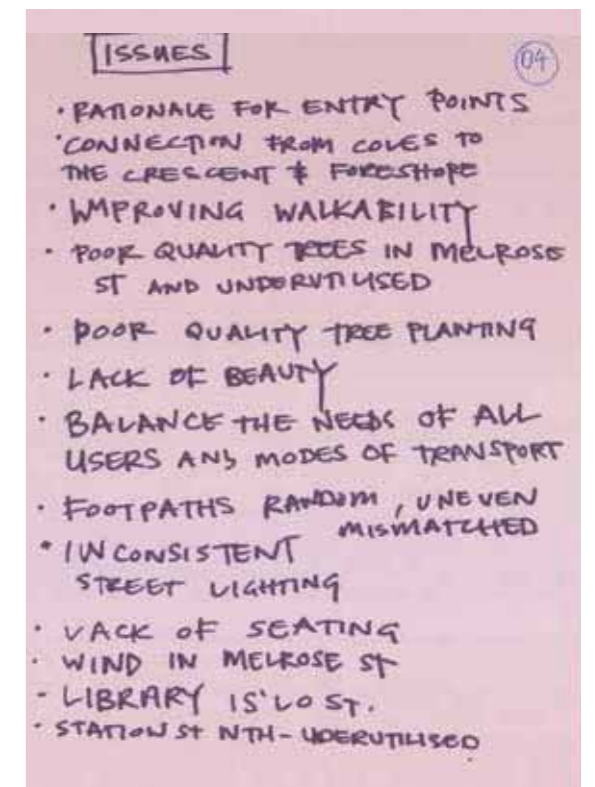 ISSUES
04
· RATIONALE FOR ENTRY POINTS
· CONNECTION FROM COVES TO
THE CRESCENT & FORESHORE
· IMPROVING WALKABILITY
· POOR QUALITY TREES IN MELROSE
ST AND UNDERUTILISED
· POOR QUALITY TREE PLANTING
· LACK OF BEAUTY
· BALANCE THE NEEDS OF ALL
USERS AND MODES OF TRANSPORT
· FOOTPATHS RANDOM, UNEVEN
MISMATCHED
· INCONSISTENT
STREET LIGHTING
· LACK OF SEATING
· WIND IN MELROSE ST
- LIBRARY IS 'LOST.
· STATION ST NTH - UDERUTILISED